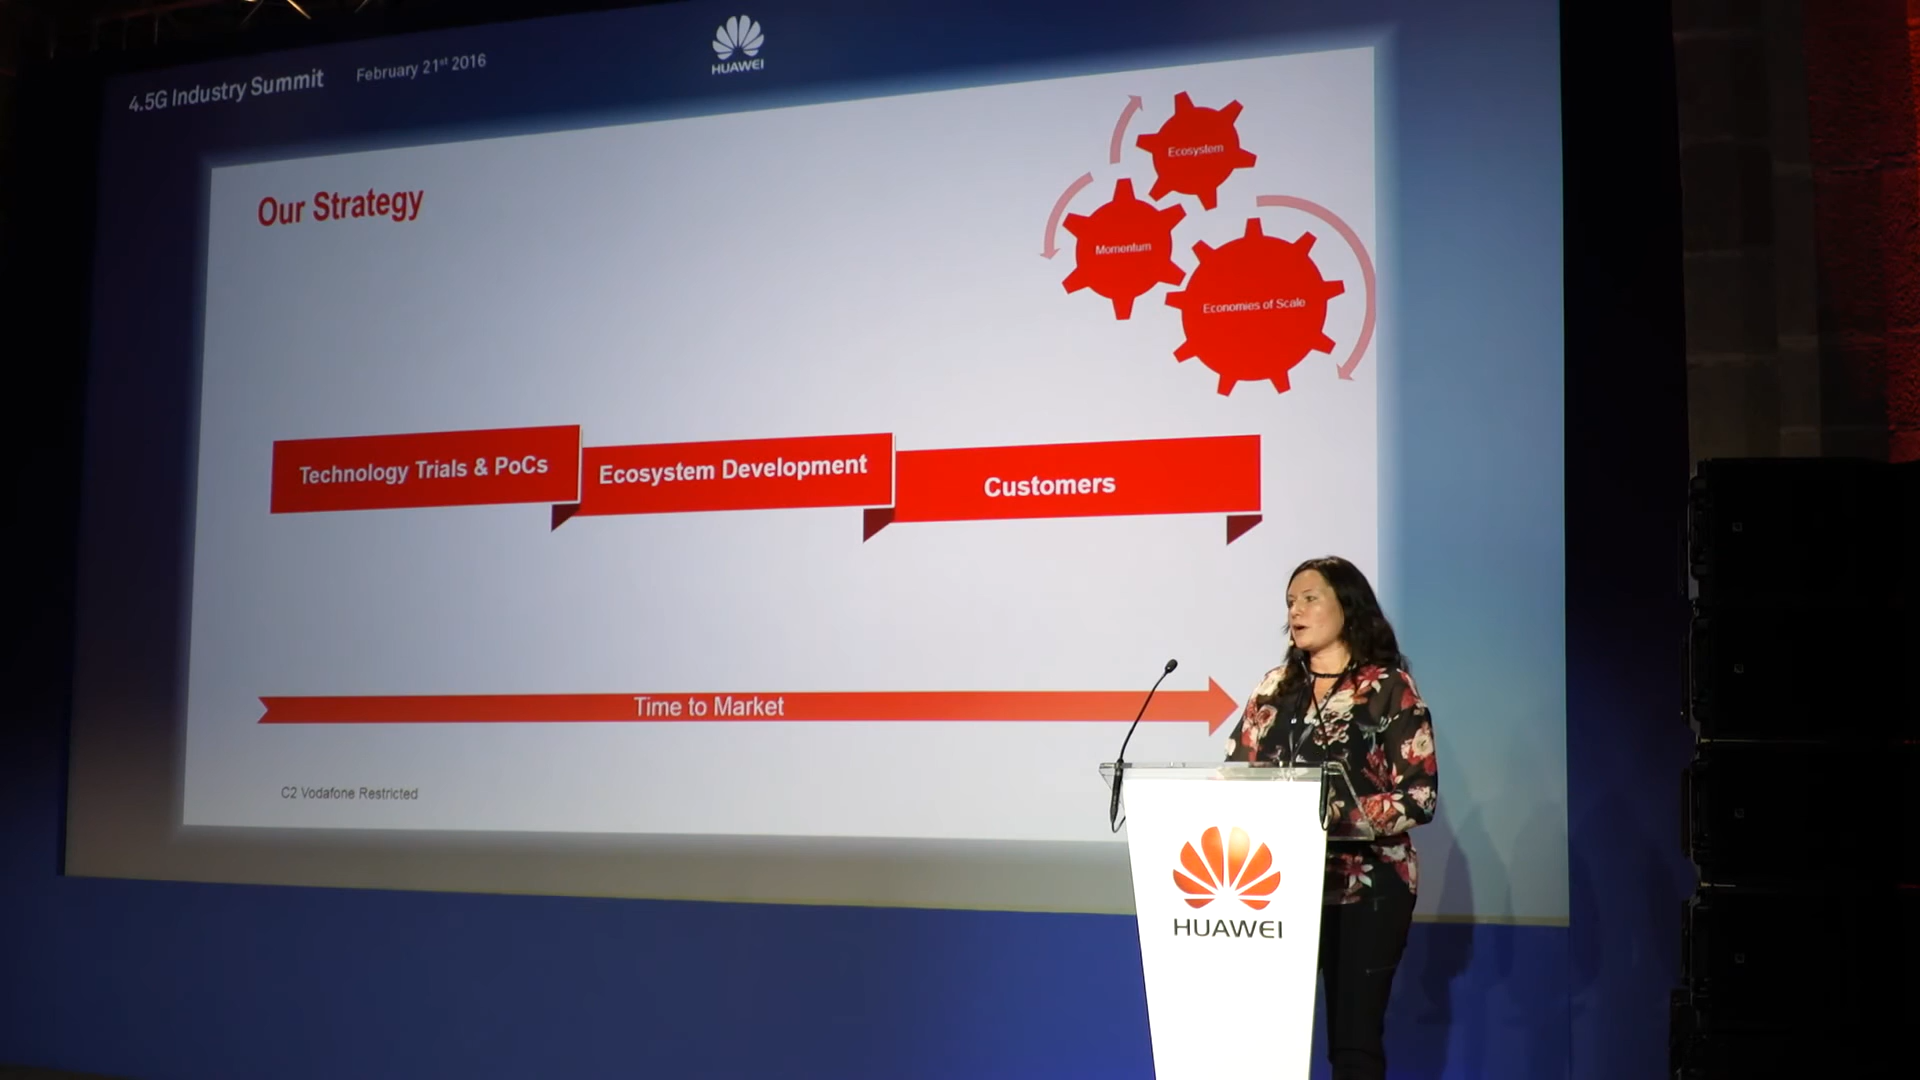 4.5G Industry Summit
February 21st 2016
HUAWEI
Our Strategy
Ecosystem
Momentum
Economies of Scale
Technology Trials & PoCs
Ecosystem Development
Customers
Time to Market
C2 Vodafone Restricted
HUAWEI